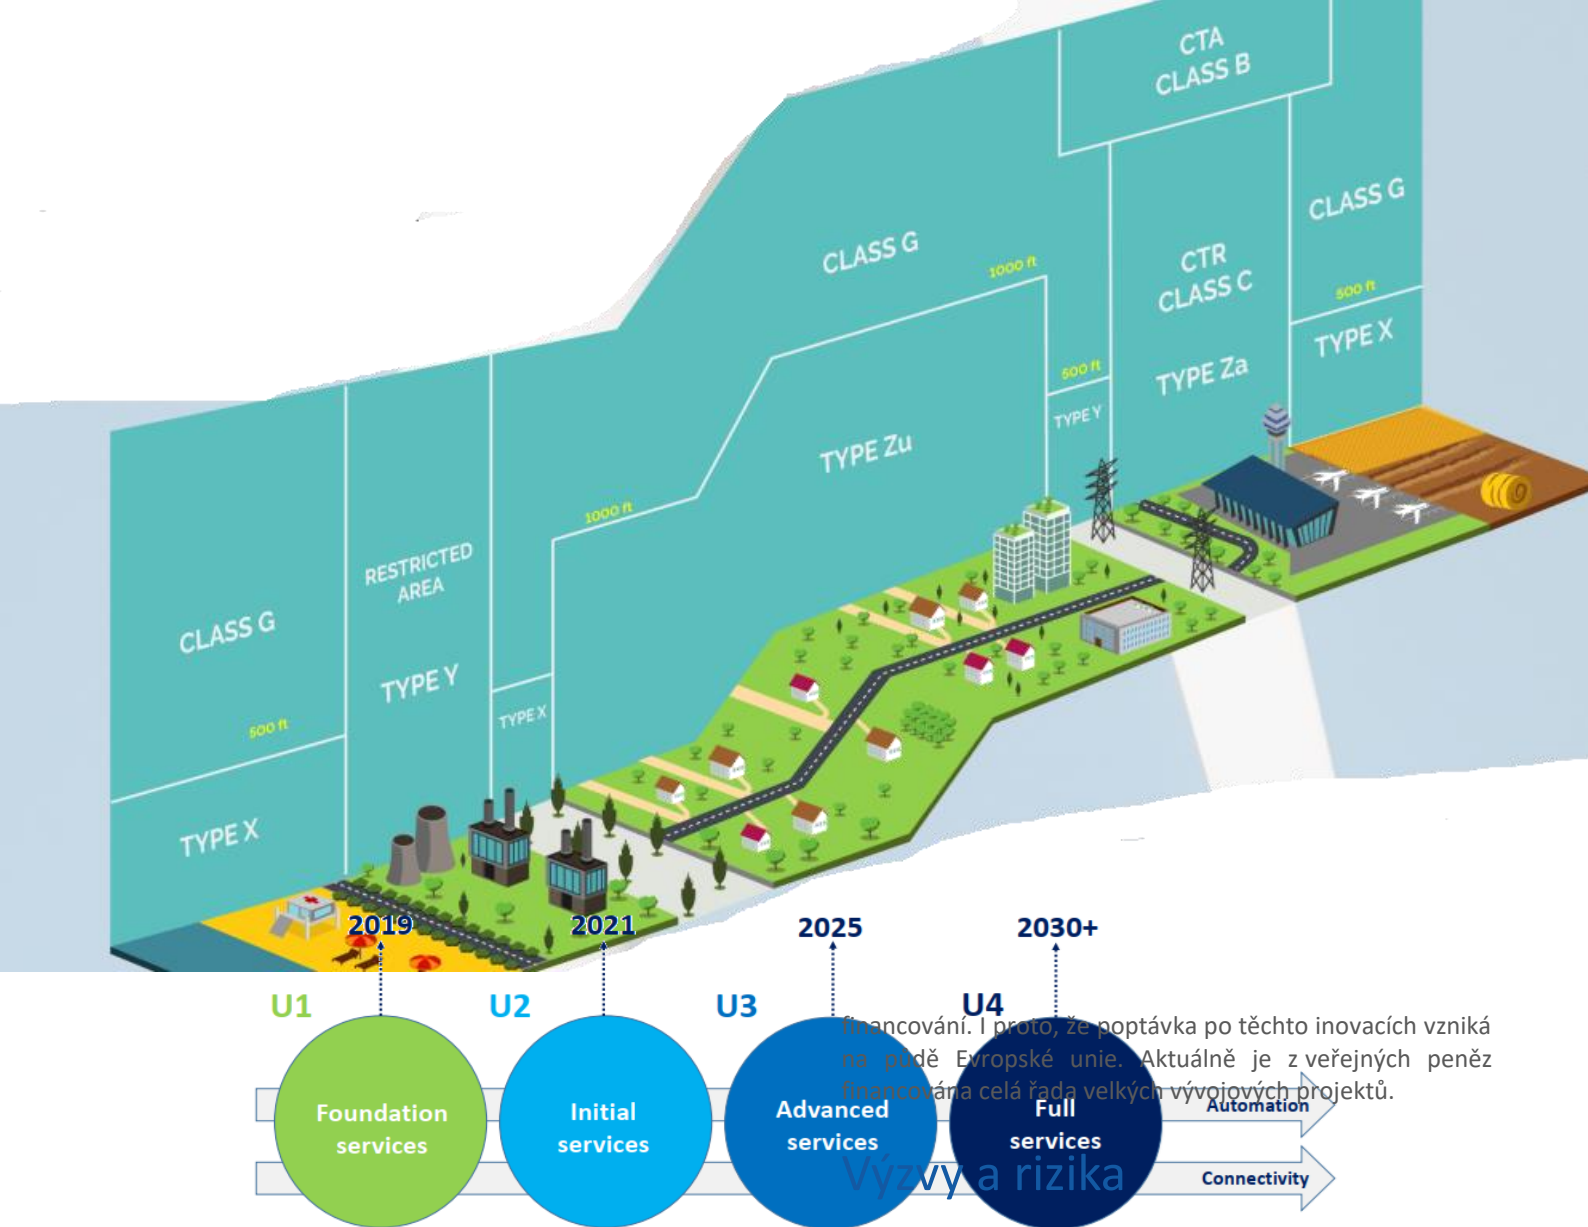 CTA
CLASS B
CLASS G
CLASS G
1000 ft
CTR
CLASS C
500 ft
TYPE X
500 ft
TYPE Za
TYPE Y
TYPE Zu
1000 ft
RESTRICTED
AREA
CLASS G
TYPE Y
TYPE X
500 ft
TYPE X
2019
2021
2025
2030+
U1
U2
U3
U4
financování. I proto, že poptávka po těchto inovacích vzniká
na půdě Evropské unie. Aktuálně je z veřejných peněz
financována celá řada velkých vývojových projektů.
Foundation
services
Initial
services
Advanced
services
Full
services
Automation
Connectivity
Výzvy a rizika